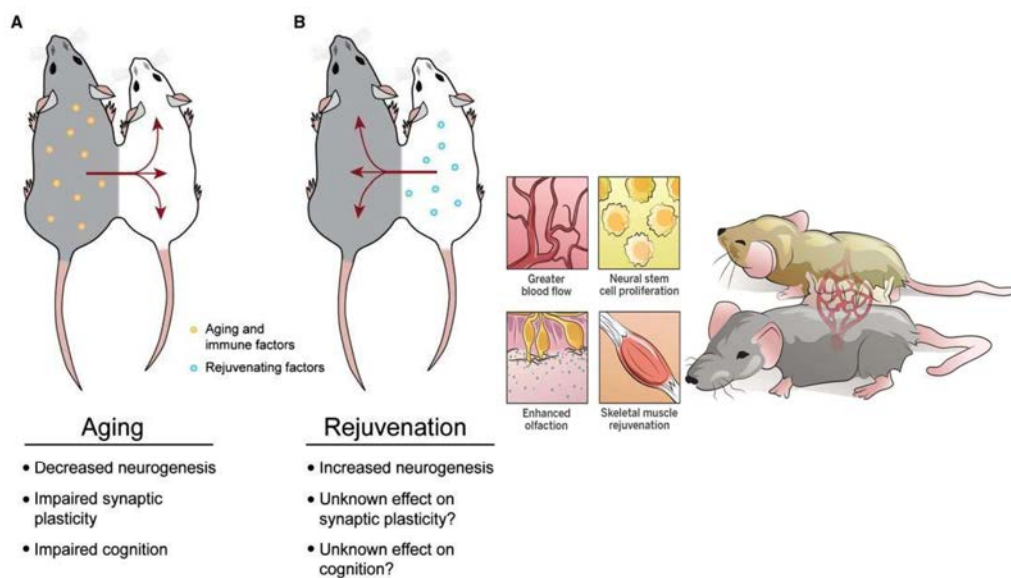 A
B
Aging and
immune factors
Rejuvenating factors
Greater
blood flow
Neural stem
cell proliferation
Enhanced
olfaction
Skeletal muscle
rejuvenation
Aging
• Decreased neurogenesis
• Impaired synaptic
plasticity
• Impaired cognition
Rejuvenation
• Increased neurogenesis
• Unknown effect on
synaptic plasticity?
• Unknown effect on
cognition?